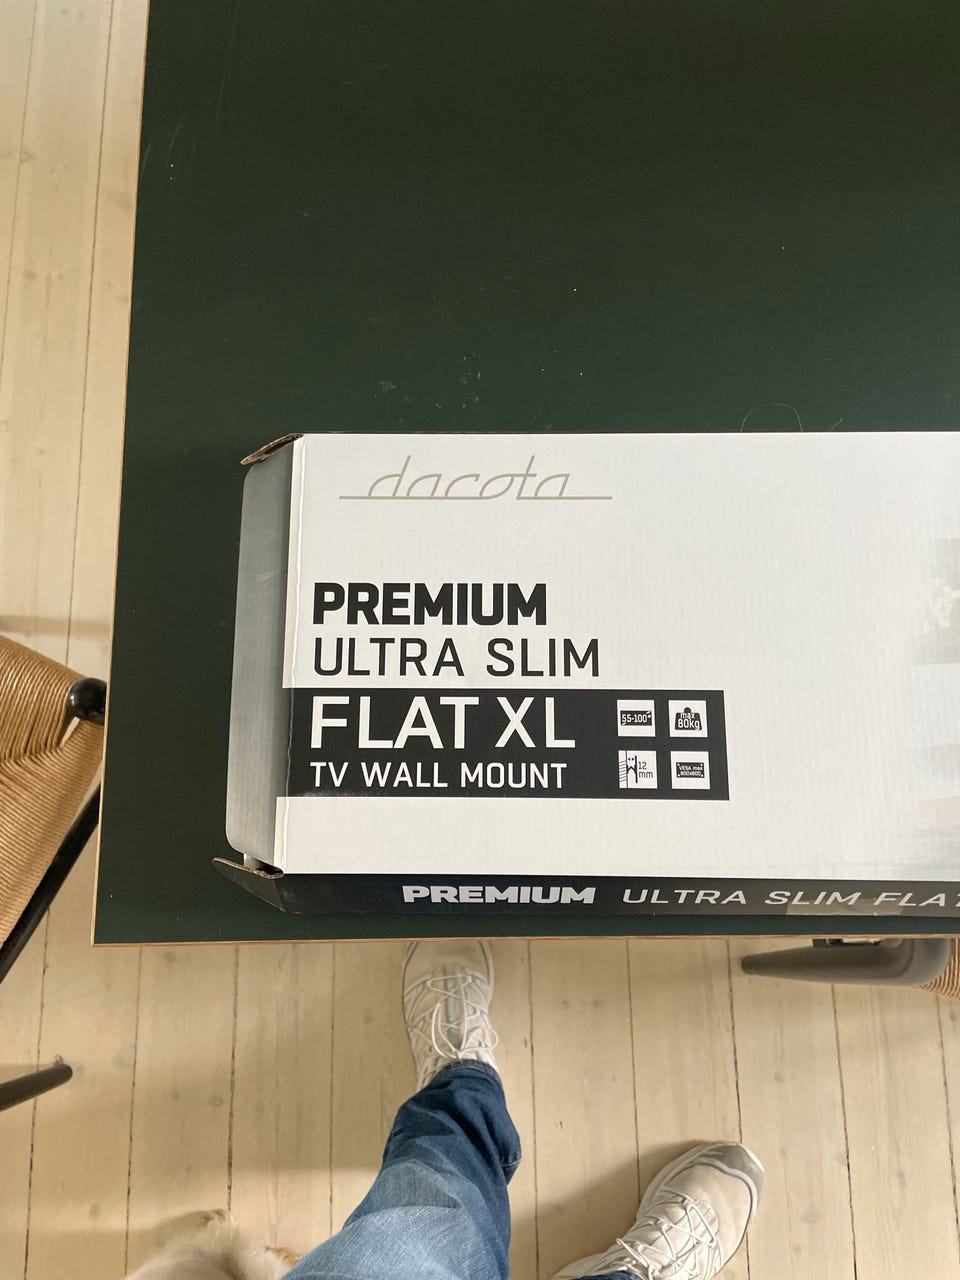 dacota
PREMIUM
ULTRA SLIM
FLAT XL
TV WALL MOUNT
55-100"
max
80kg
12
mm
VESA max
800x600
PREMIUM ULTRA SLIM FLAT